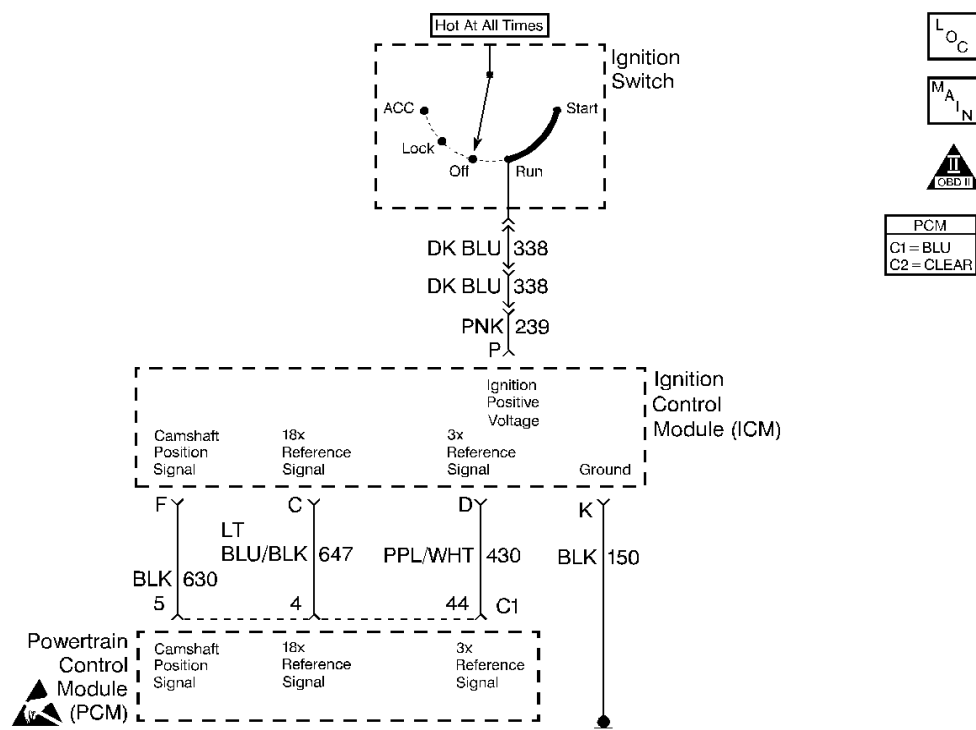 Hot At All Times
Ignition
Switch
ACC
Lock
Off
Run
Start
L
O
C
M
A
I
N
II
OBD II
PCM
C1 = BLU
C2 = CLEAR
DK BLU 338
DK BLU 338
PNK 239
P
Ignition
Positive
Voltage
Ignition
Control
Module (ICM)
Camshaft
Position
Signal
18x
Reference
Signal
3x
Reference
Signal
Ground
F
C
D
K
LT
BLU/BLK 647
PPL/WHT 430
BLK 150
BLK 630
5
4
44
C1
Powertrain
Control
Module
(PCM)
Camshaft
Position
Signal
18x
Reference
Signal
3x
Reference
Signal